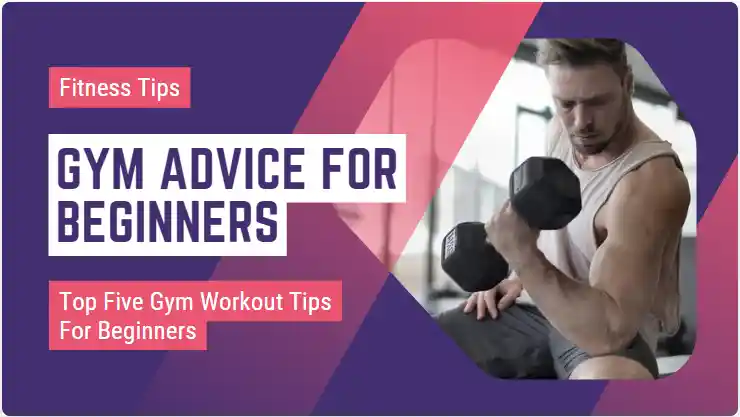 Fitness Tips
GYM ADVICE FOR
BEGINNERS
Top Five Gym Workout Tips
For Beginners